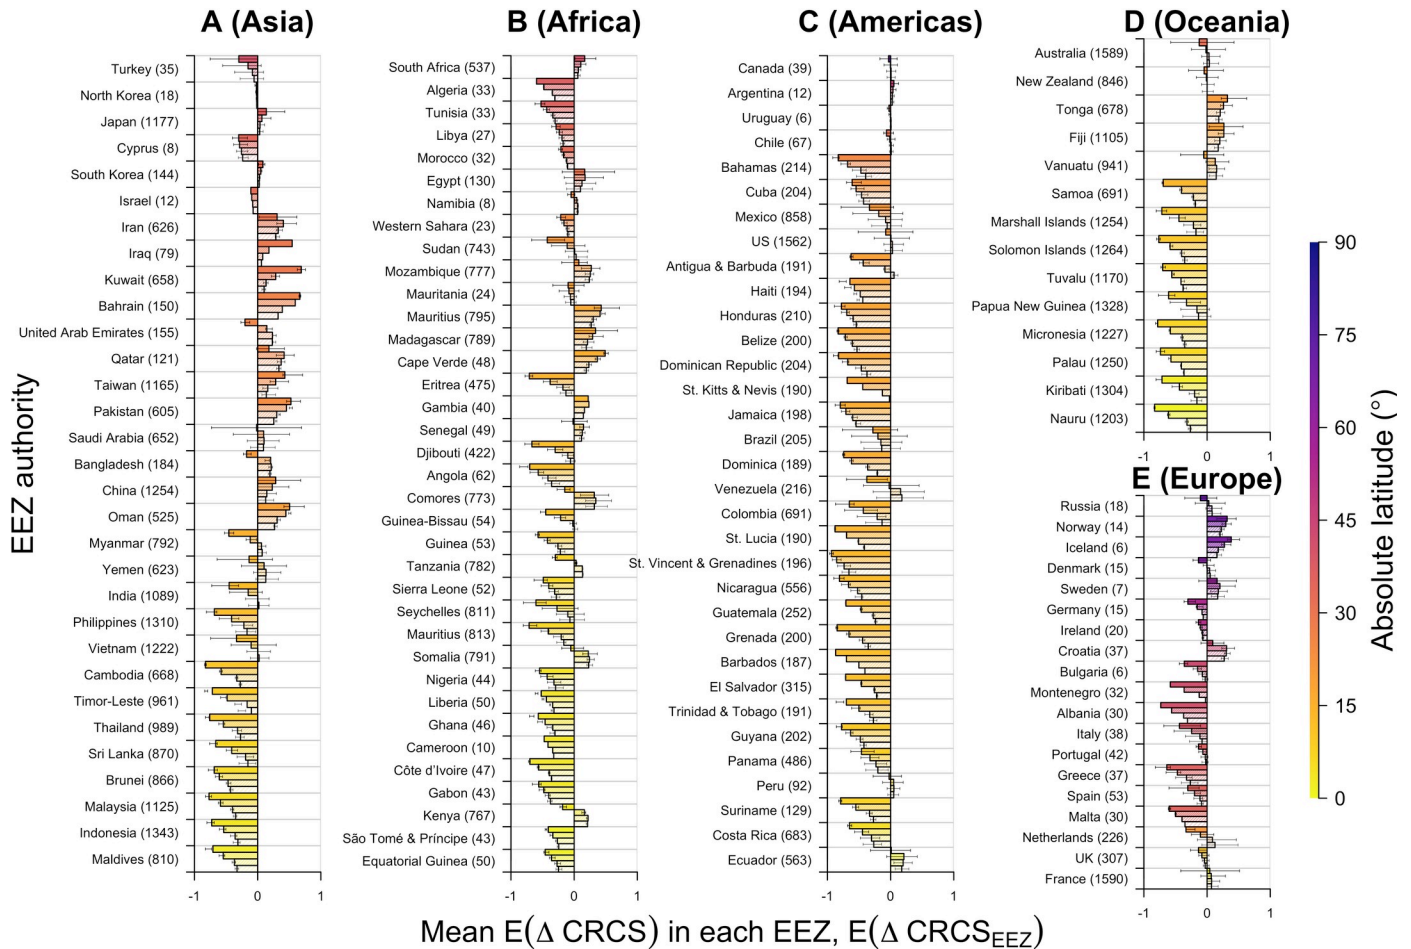 A (Asia)
Turkey (35)
North Korea (18)
Japan (1177)
Cyprus (8)
South Korea (144)
Israel (12)
Iran (626)
Iraq (79)
Kuwait (658)
Bahrain (150)
United Arab Emirates (155)
Qatar (121)
Taiwan (1165)
Pakistan (605)
Saudi Arabia (652)
Bangladesh (184)
China (1254)
Oman (525)
Myanmar (792)
Yemen (623)
India (1089)
Philippines (1310)
Vietnam (1222)
Cambodia (668)
Timor-Leste (961)
Thailand (989)
Sri Lanka (870)
Brunei (866)
Malaysia (1125)
Indonesia (1343)
Maldives (810)
-1 0 1
B (Africa)
South Africa (537)
Algeria (33)
Tunisia (33)
Libya (27)
Morocco (32)
Egypt (130)
Namibia (8)
Western Sahara (23)
Sudan (743)
Mozambique (777)
Mauritania (24)
Mauritius (795)
Madagascar (789)
Cape Verde (48)
Eritrea (475)
Gambia (40)
Senegal (49)
Djibouti (422)
Angola (62)
Comores (773)
Guinea-Bissau (54)
Guinea (53)
Tanzania (782)
Sierra Leone (52)
Seychelles (811)
Mauritius (813)
Somalia (791)
Nigeria (44)
Liberia (50)
Ghana (46)
Cameroon (10)
Côte d'Ivoire (47)
Gabon (43)
Kenya (767)
São Tomé & Príncipe (43)
Equatorial Guinea (50)
-1 0 1
C (Americas)
Canada (39)
Argentina (12)
Uruguay (6)
Chile (67)
Bahamas (214)
Cuba (204)
Mexico (858)
US (1562)
Antigua & Barbuda (191)
Haiti (194)
Honduras (210)
Belize (200)
Dominican Republic (204)
St. Kitts & Nevis (190)
Jamaica (198)
Brazil (205)
Dominica (189)
Venezuela (216)
Colombia (691)
St. Lucia (190)
St. Vincent & Grenadines (196)
Nicaragua (556)
Guatemala (252)
Grenada (200)
Barbados (187)
El Salvador (315)
Trinidad & Tobago (191)
Guyana (202)
Panama (486)
Peru (92)
Suriname (129)
Costa Rica (683)
Ecuador (563)
-1 0 1
D (Oceania)
Australia (1589)
New Zealand (846)
Tonga (678)
Fiji (1105)
Vanuatu (941)
Samoa (691)
Marshall Islands (1254)
Solomon Islands (1264)
Tuvalu (1170)
Papua New Guinea (1328)
Micronesia (1227)
Palau (1250)
Kiribati (1304)
Nauru (1203)
-1 0 1
E (Europe)
Russia (18)
Norway (14)
Iceland (6)
Denmark (15)
Sweden (7)
Germany (15)
Ireland (20)
Croatia (37)
Bulgaria (6)
Montenegro (32)
Albania (30)
Italy (38)
Portugal (42)
Greece (37)
Spain (53)
Malta (30)
Netherlands (226)
UK (307)
France (1590)
-1 0 1
90
75
60
45
30
15
0
Absolute latitude (°)
EEZ authority
Mean E(Δ CRCS) in each EEZ, E(Δ CRCS_EEZ)